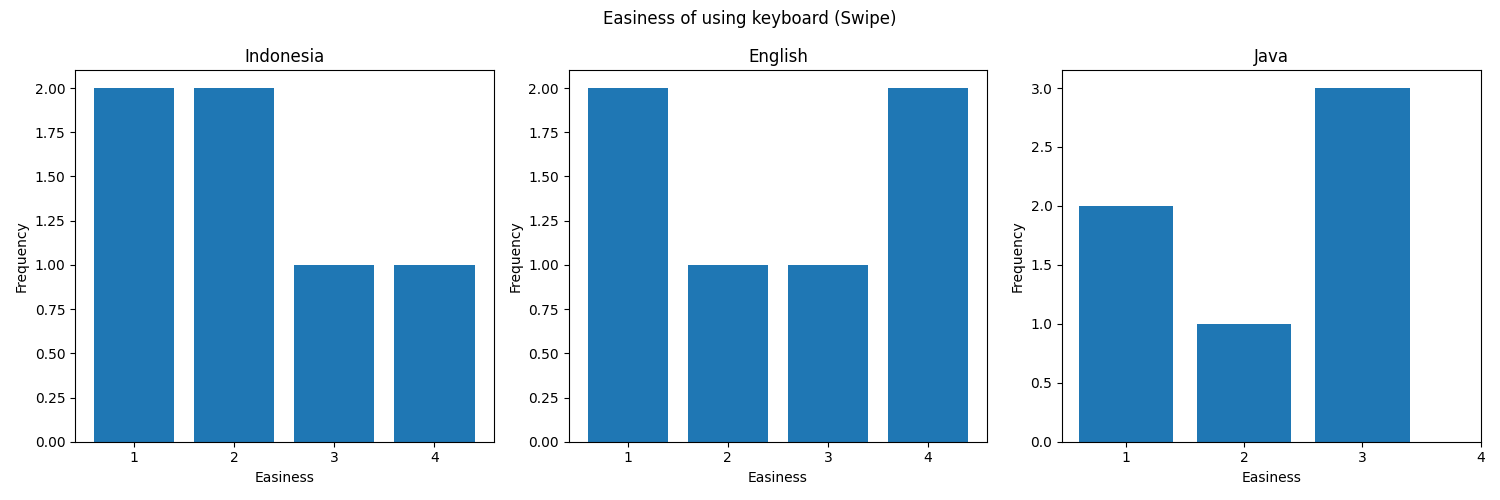 Easiness of using keyboard (Swipe)
Indonesia
2.00
1.75
1.50
1.25
1.00
0.75
0.50
0.25
0.00
Frequency
1 2 3 4
Easiness
English
2.00
1.75
1.50
1.25
1.00
0.75
0.50
0.25
0.00
Frequency
1 2 3 4
Easiness
Java
3.0
2.5
2.0
1.5
1.0
0.5
0.0
Frequency
1 2 3 4
Easiness